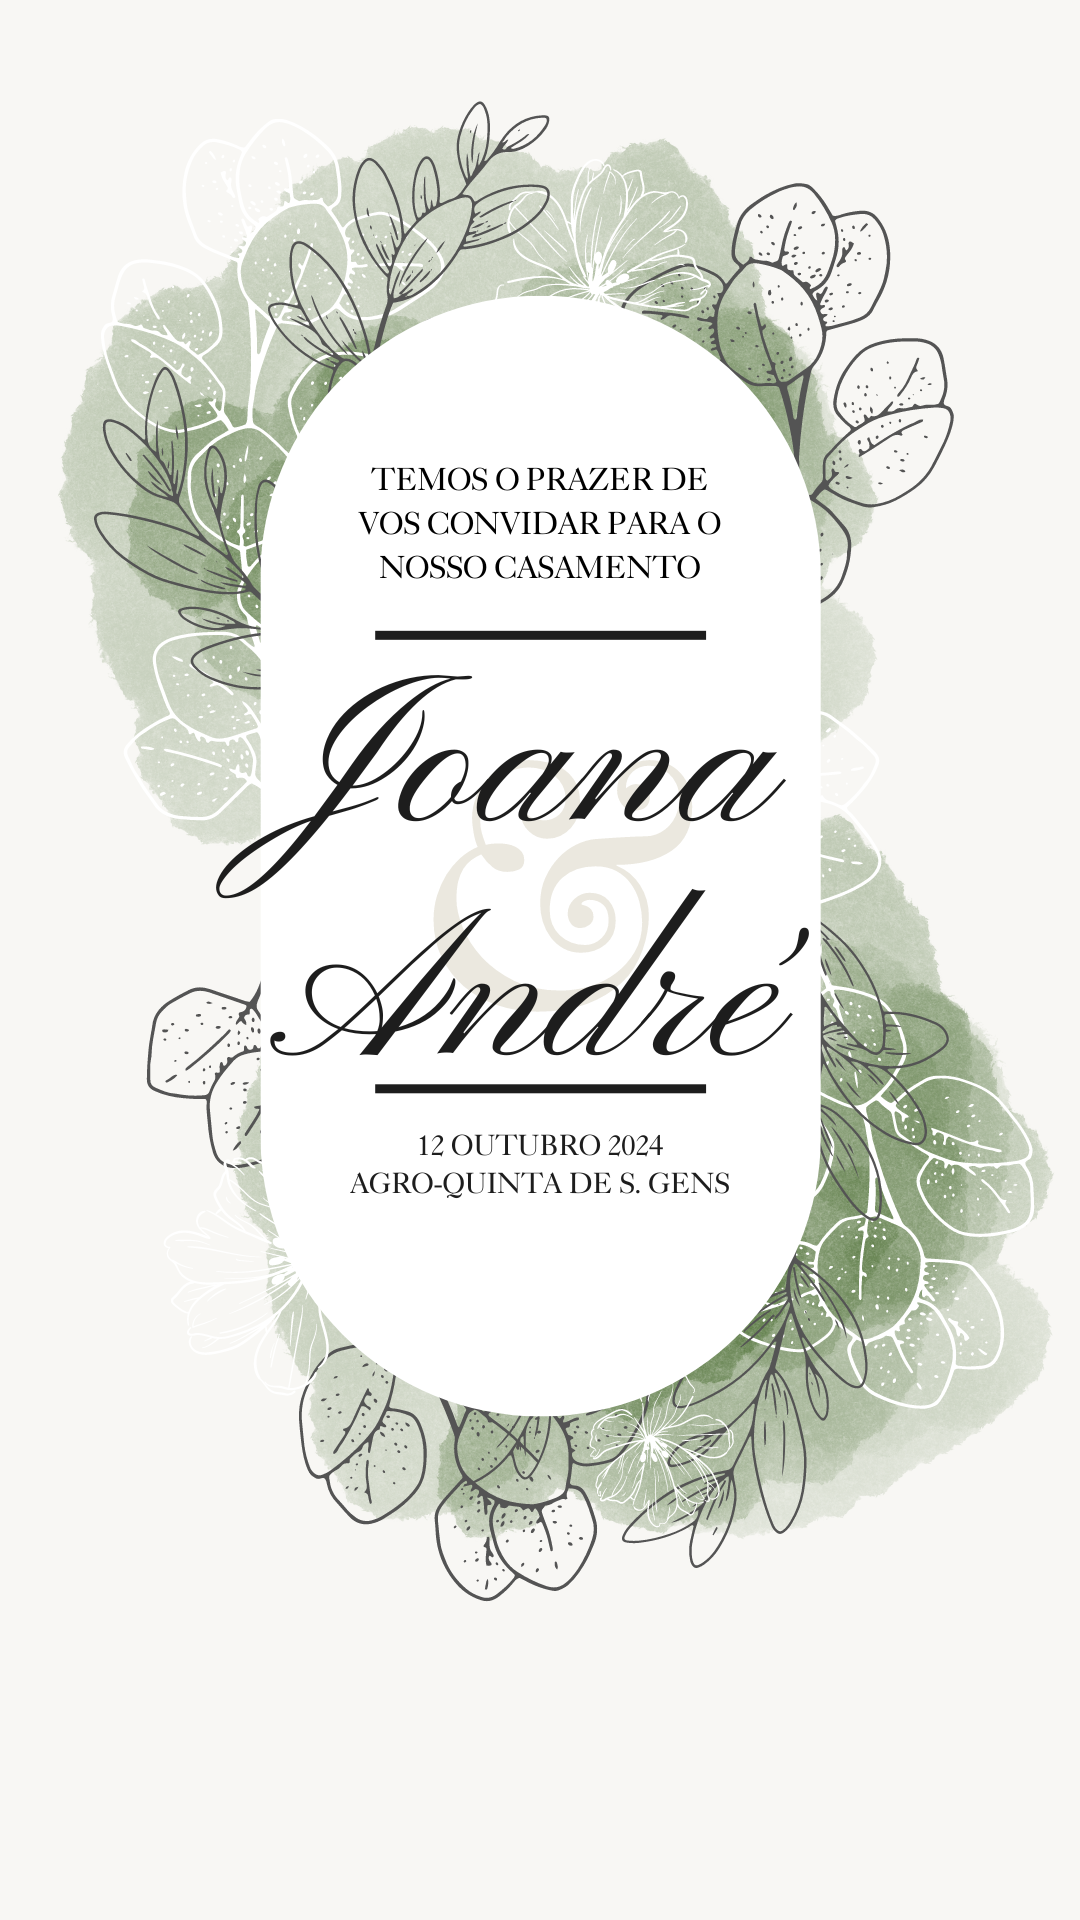 TEMOS O PRAZER DE
VOS CONVIDAR PARA O
NOSSO CASAMENTO
Joana
&
André
12 OUTUBRO 2024
AGRO-QUINTA DE S. GENS